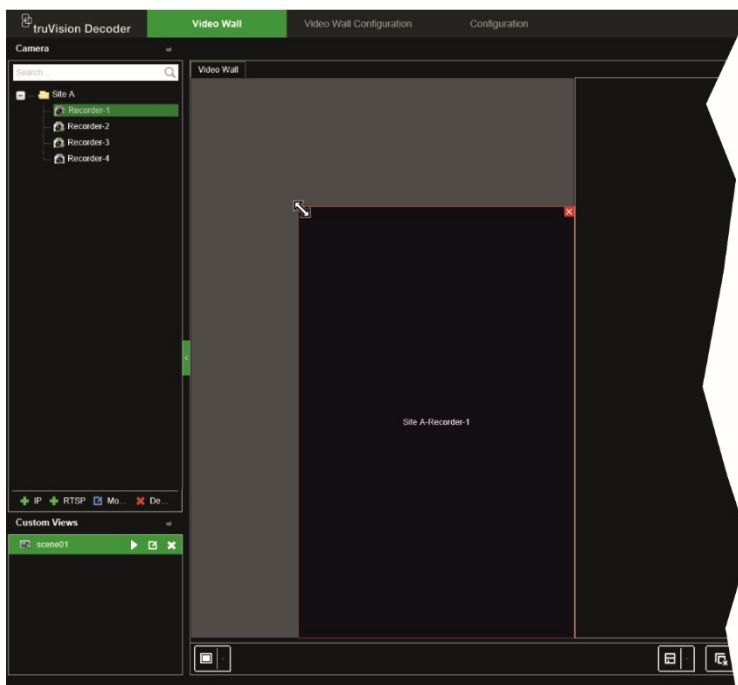 truVision Decoder
Video Wall
Video Wall Configuration
Configuration
Camera
Search...
Video Wall
Site A
Recorder-1
Recorder-2
Recorder-3
Recorder-4
Site A-Recorder-1
IP
RTSP
Mo...
De...
Custom Views
scene01